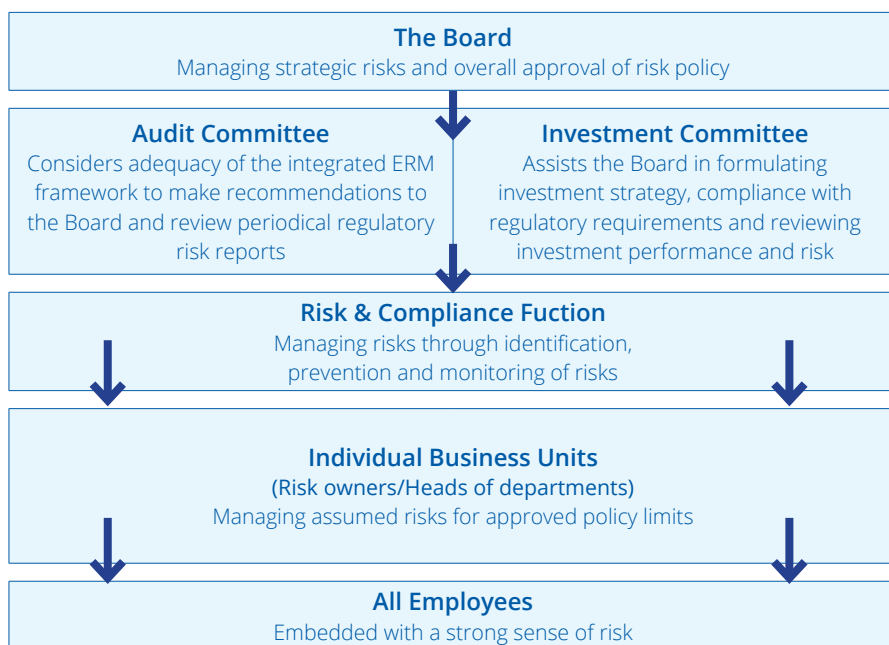 The Board
Managing strategic risks and overall approval of risk policy
Audit Committee
Considers adequacy of the integrated ERM
framework to make recommendations to
the Board and review periodical regulatory
risk reports
Investment Committee
Assists the Board in formulating
investment strategy, compliance with
regulatory requirements and reviewing
investment performance and risk
Risk & Compliance Fuction
Managing risks through identification,
prevention and monitoring of risks
Individual Business Units
(Risk owners/Heads of departments)
Managing assumed risks for approved policy limits
All Employees
Embedded with a strong sense of risk